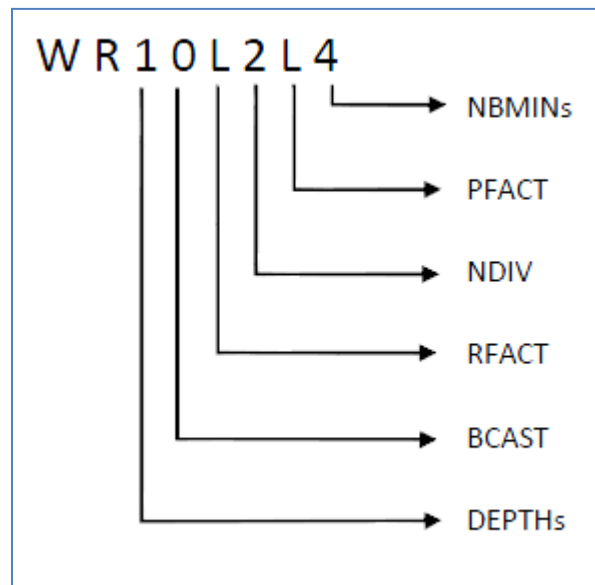 W R 1 0 L 2 L 4
NBMINs
PFACT
NDIV
RFACT
BCAST
DEPTHs